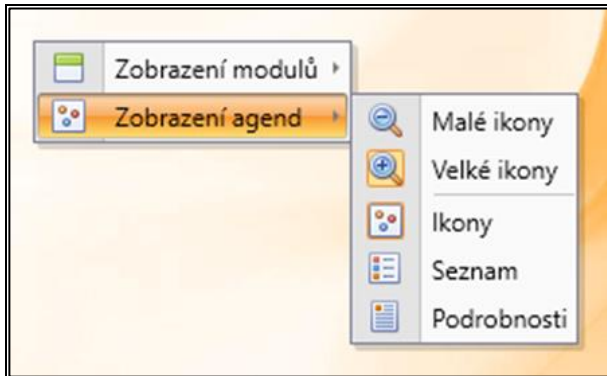 Zobrazení modulů
Zobrazení agend
Malé ikony
Velké ikony
Ikony
Seznam
Podrobnosti